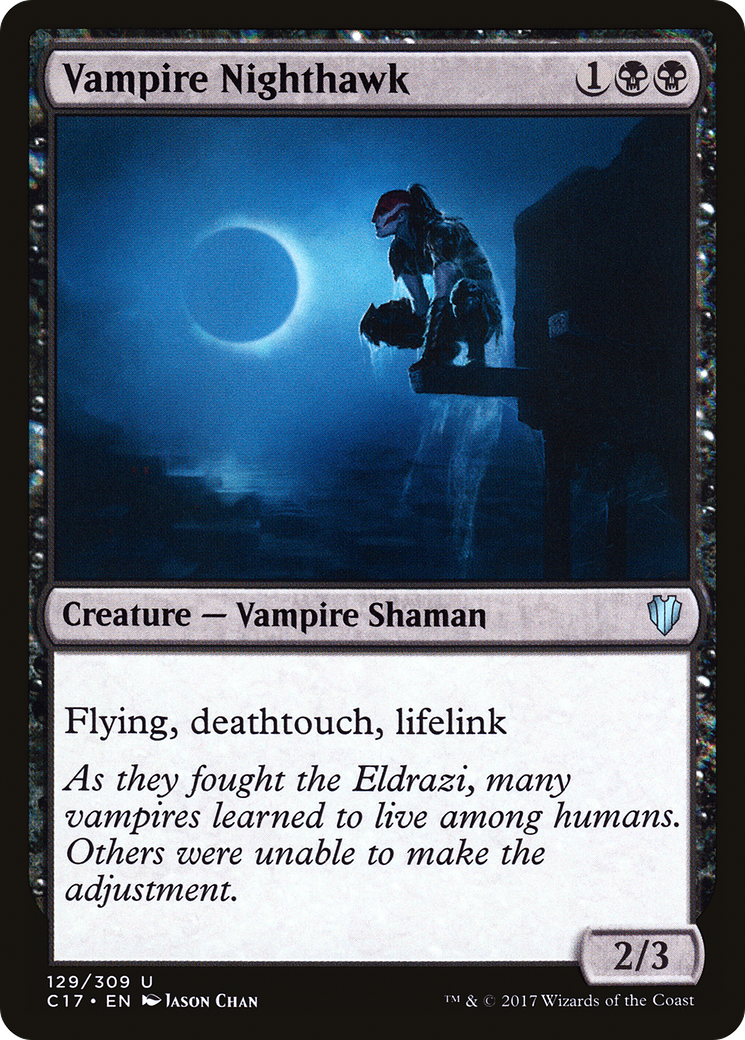 Vampire Nighthawk 1
Creature — Vampire Shaman
Flying, deathtouch, lifelink
As they fought the Eldrazi, many
vampires learned to live among humans.
Others were unable to make the
adjustment.
2/3
129/309 U
C17 • EN Jason Chan
™ & © 2017 Wizards of the Coast